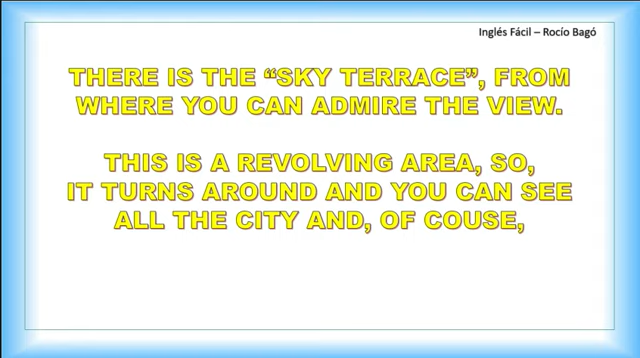 Inglés Fácil – Rocío Bagó
THERE IS THE “SKY TERRACE”, FROM
WHERE YOU CAN ADMIRE THE VIEW.
THIS IS A REVOLVING AREA, SO,
IT TURNS AROUND AND YOU CAN SEE
ALL THE CITY AND, OF COUSE,